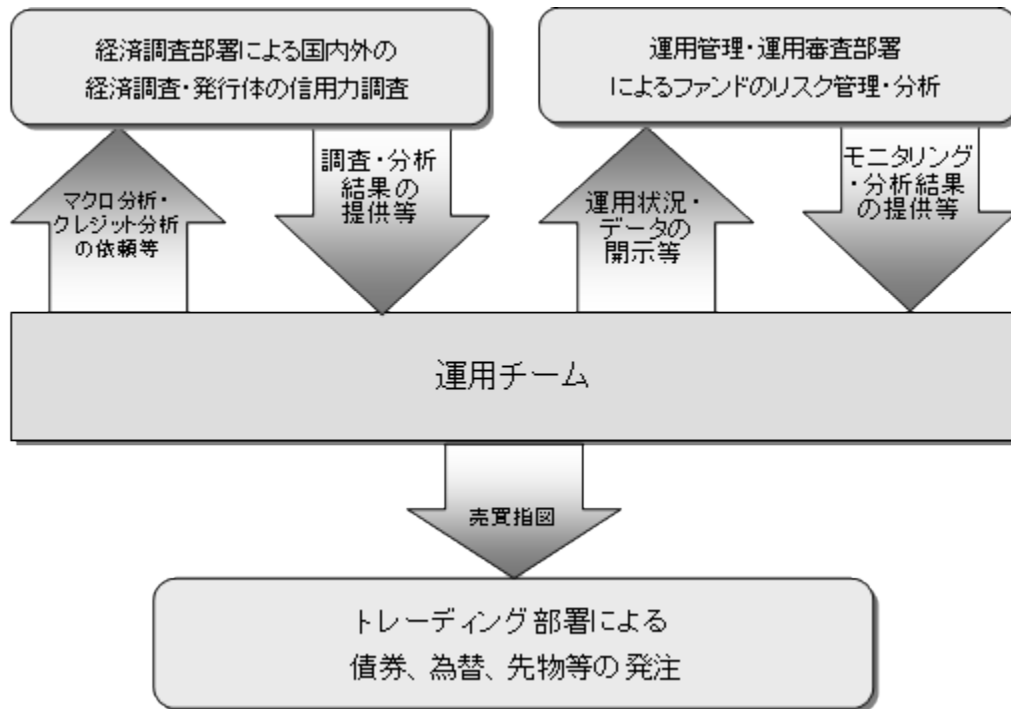 経済調査部署による国内外の
経済調査・発行体の信用力調査
運用管理・運用審査部署
によるファンドのリスク管理・分析
マクロ分析・
クレジット分析
の依頼等
調査・分析
結果の
提供等
運用状況・
データの
開示等
モニタリング
・分析結果
の提供等
運用チーム
売買指図
トレーディング部署による
債券、為替、先物等の発注